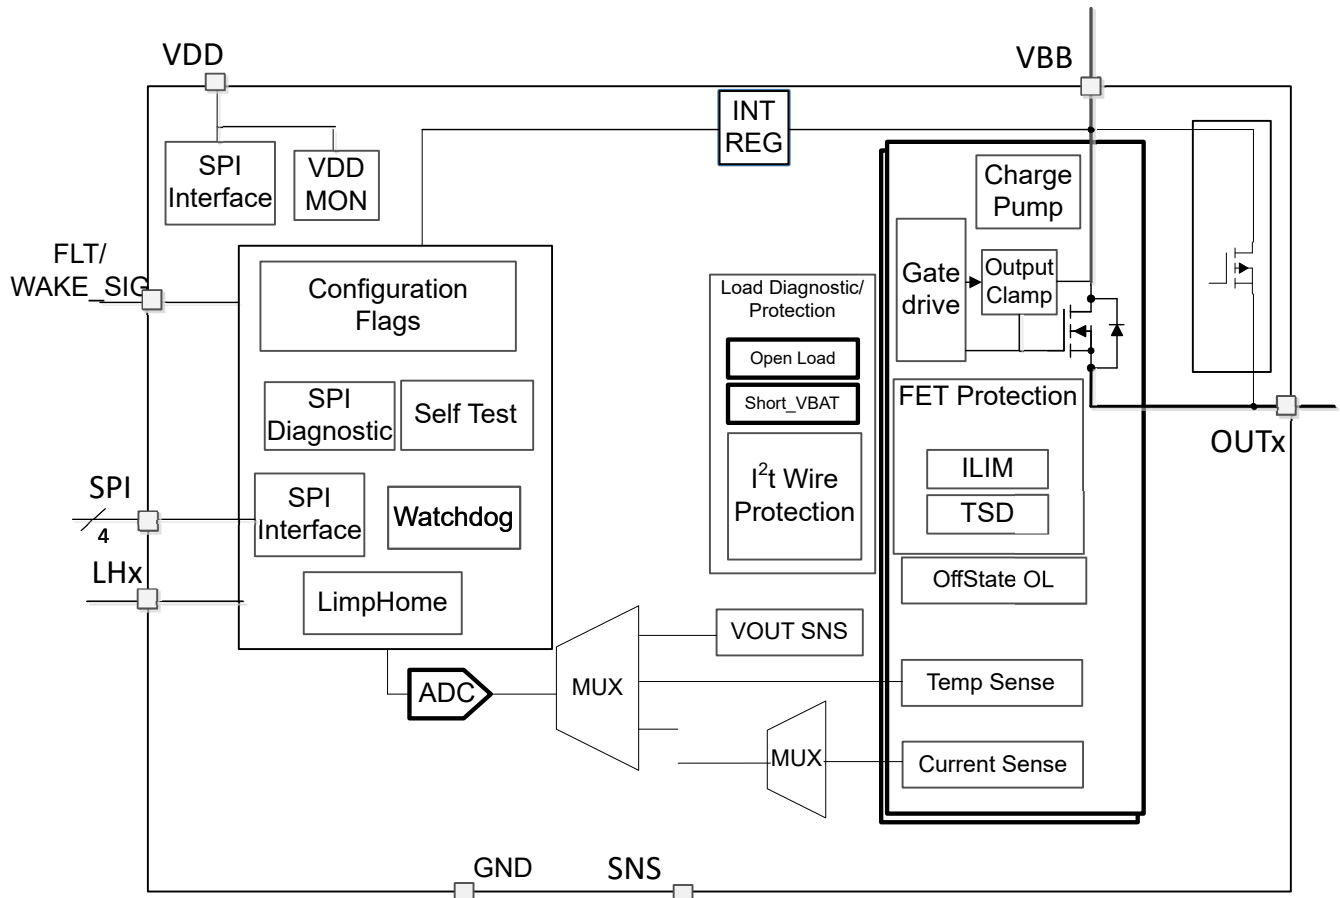 VDD
VBB
INT
REG
SPI
Interface
VDD
MON
Charge
Pump
FLT/
WAKE_SIG
Configuration
Flags
Load Diagnostic/
Protection
Gate
drive
Output
Clamp
Open Load
Short_VBAT
SPI
Diagnostic
Self Test
FET Protection
OUTx
I²t Wire
Protection
ILIM
TSD
SPI
4
SPI
Interface
Watchdog
LHx
LimpHome
OffState OL
VOUT SNS
ADC
MUX
Temp Sense
MUX
Current Sense
GND
SNS